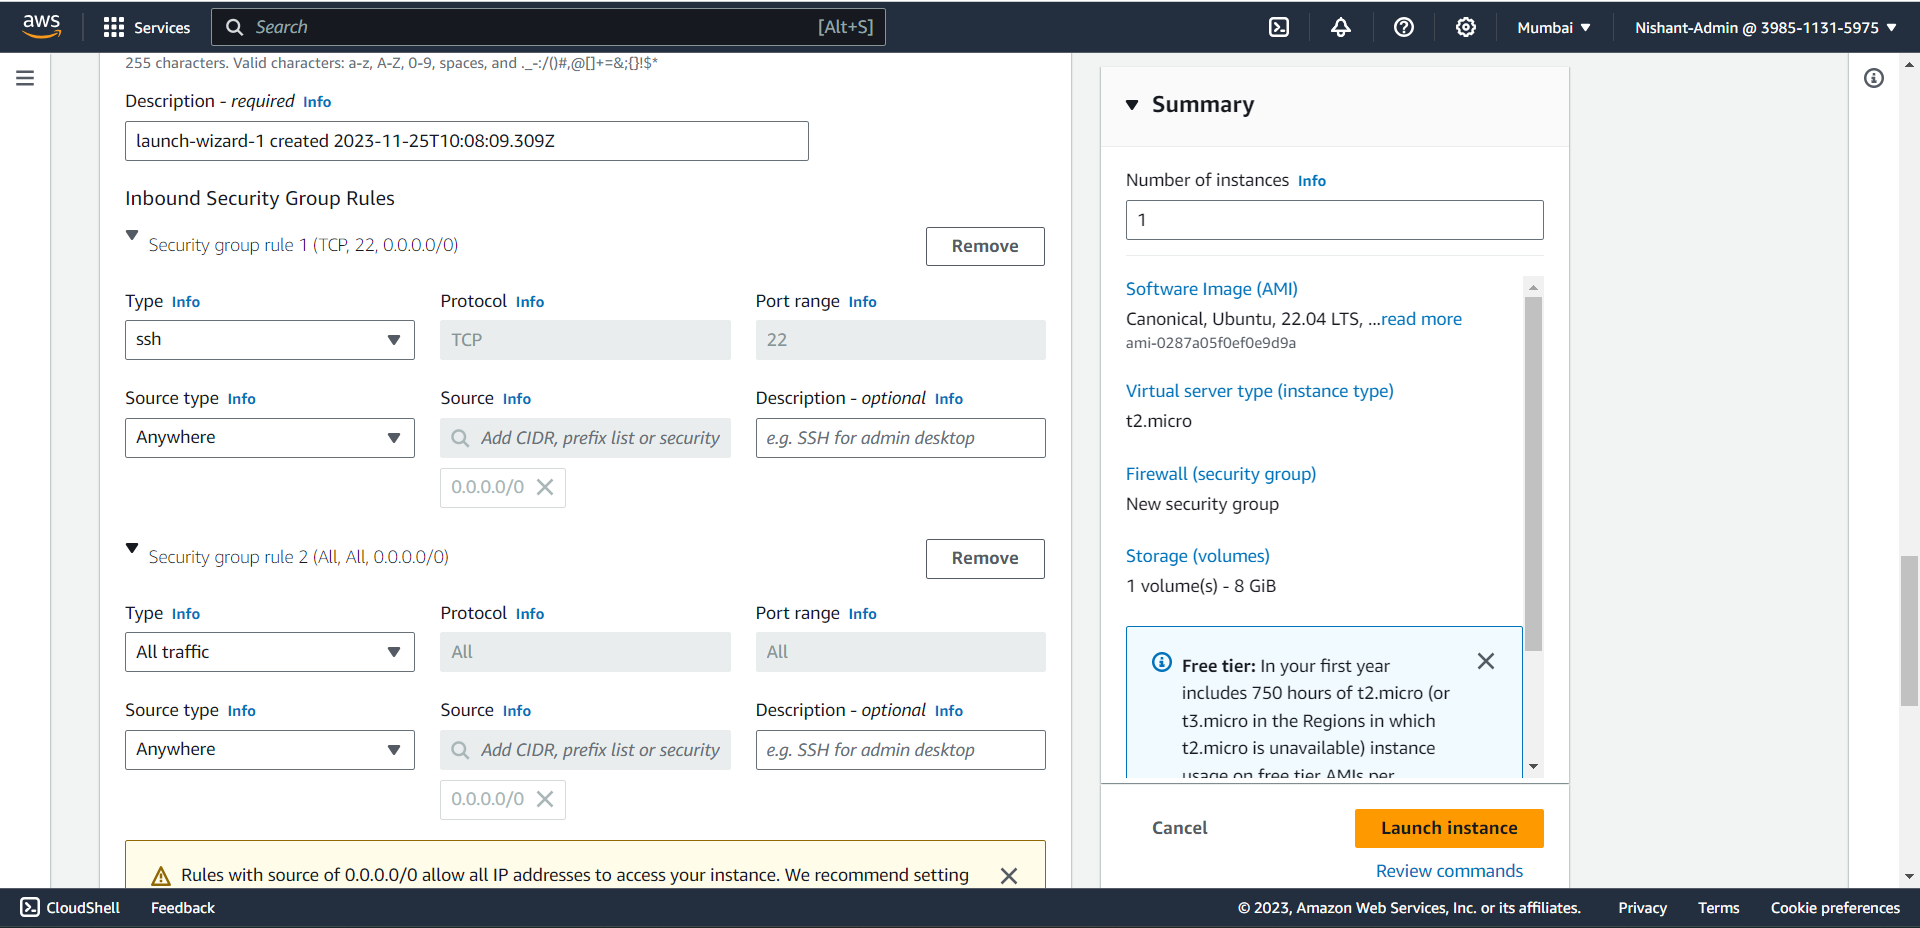 aws
Services
Search
[Alt+S]
Mumbai
Nishant-Admin @ 3985-1131-5975
255 characters. Valid characters: a-z, A-Z, 0-9, spaces, and ._-:/()#,@[]+=&;{}!$*
Description - required Info
launch-wizard-1 created 2023-11-25T10:08:09.309Z
Inbound Security Group Rules
Security group rule 1 (TCP, 22, 0.0.0.0/0)
Remove
Type Info
Protocol Info
Port range Info
ssh
TCP
22
Source type Info
Source Info
Description - optional Info
Anywhere
Add CIDR, prefix list or security
e.g. SSH for admin desktop
0.0.0.0/0
Security group rule 2 (All, All, 0.0.0.0/0)
Remove
Type Info
Protocol Info
Port range Info
All traffic
All
All
Source type Info
Source Info
Description - optional Info
Anywhere
Add CIDR, prefix list or security
e.g. SSH for admin desktop
0.0.0.0/0
Rules with source of 0.0.0.0/0 allow all IP addresses to access your instance. We recommend setting
Summary
Number of instances Info
1
Software Image (AMI)
Canonical, Ubuntu, 22.04 LTS, ...read more
ami-0287a05f0ef0e9d9a
Virtual server type (instance type)
t2.micro
Firewall (security group)
New security group
Storage (volumes)
1 volume(s) - 8 GiB
Free tier: In your first year
includes 750 hours of t2.micro (or
t3.micro in the Regions in which
t2.micro is unavailable) instance
usage on free tier AMIs per
Cancel
Launch instance
Review commands
CloudShell
Feedback
© 2023, Amazon Web Services, Inc. or its affiliates.
Privacy
Terms
Cookie preferences